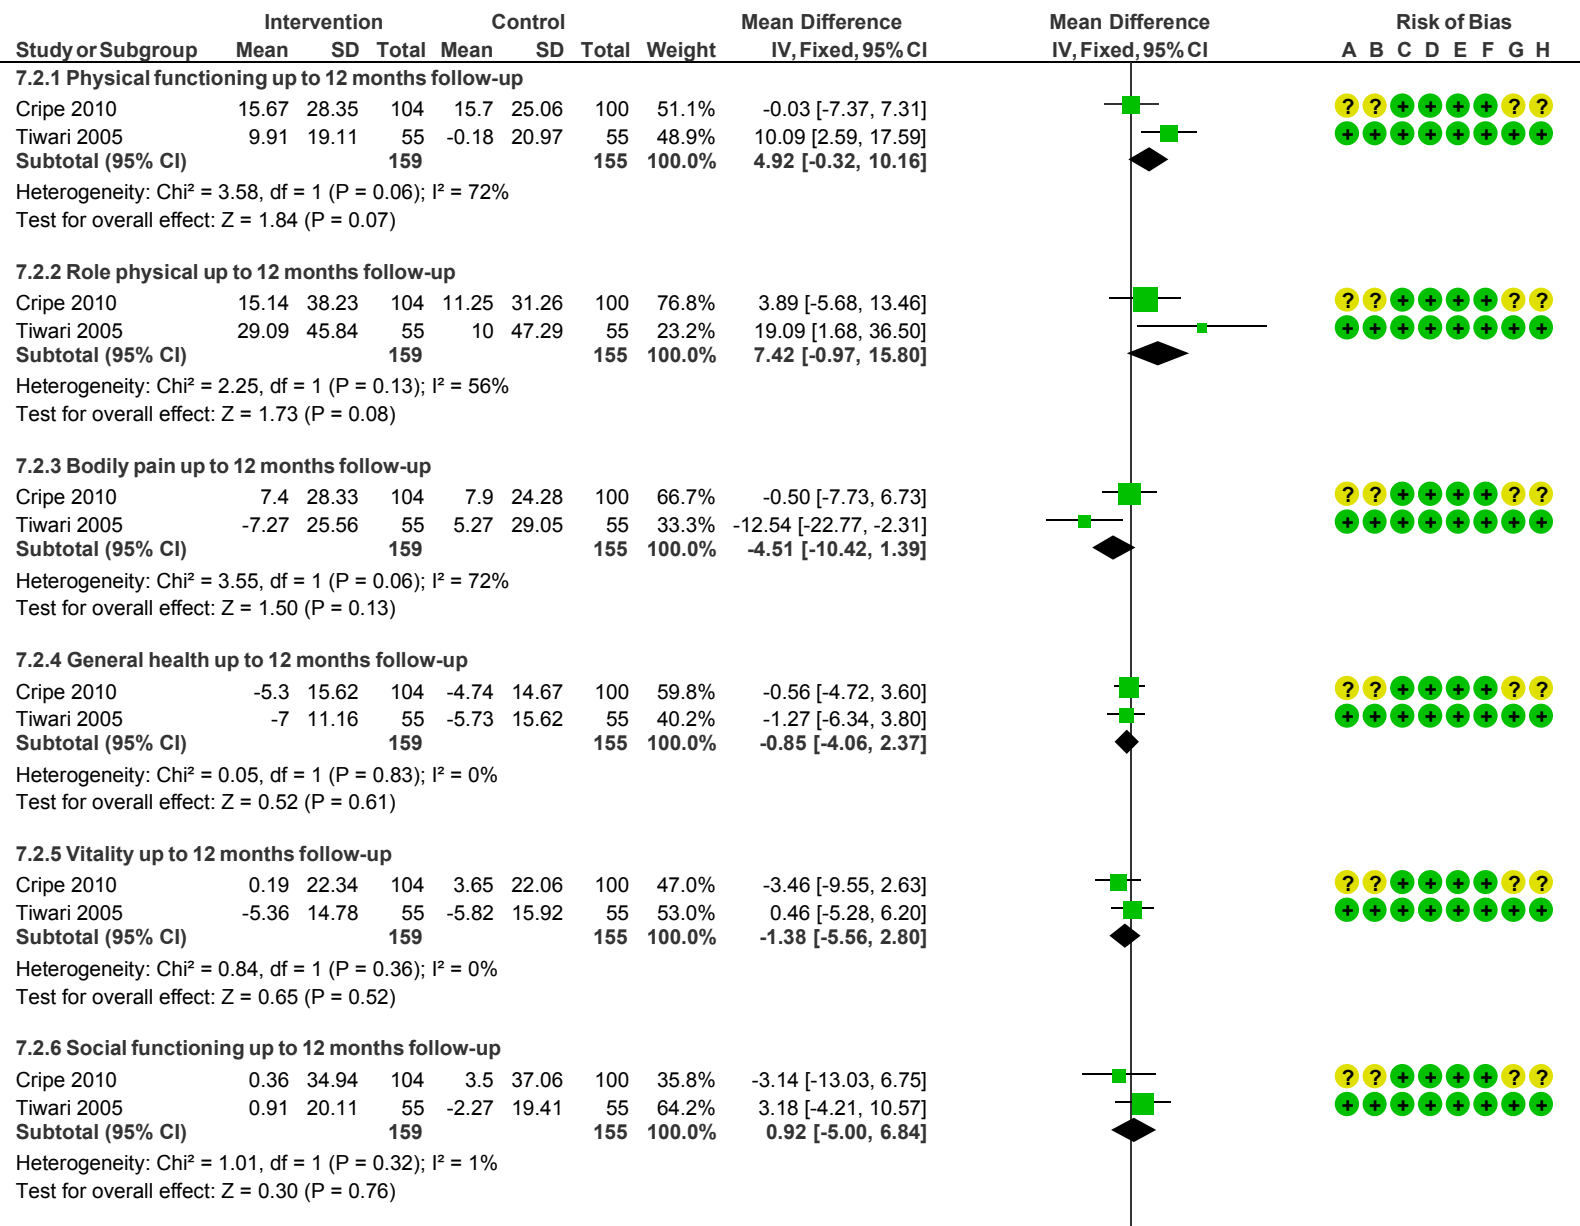 Intervention Control Mean Difference Mean Difference Risk of Bias
Study or Subgroup Mean SD Total Mean SD Total Weight IV, Fixed, 95% CI IV, Fixed, 95% CI A B C D E F G H
7.2.1 Physical functioning up to 12 months follow-up
Cripe 2010 15.67 28.35 104 15.7 25.06 100 51.1% -0.03 [-7.37, 7.31] ? ? + + + + ? ?
Tiwari 2005 9.91 19.11 55 -0.18 20.97 55 48.9% 10.09 [2.59, 17.59] + + + + + + + +
Subtotal (95% CI) 159 155 100.0% 4.92 [-0.32, 10.16]
Heterogeneity: Chi² = 3.58, df = 1 (P = 0.06); I² = 72%
Test for overall effect: Z = 1.84 (P = 0.07)
7.2.2 Role physical up to 12 months follow-up
Cripe 2010 15.14 38.23 104 11.25 31.26 100 76.8% 3.89 [-5.68, 13.46] ? ? + + + + ? ?
Tiwari 2005 29.09 45.84 55 10 47.29 55 23.2% 19.09 [1.68, 36.50] + + + + + + + +
Subtotal (95% CI) 159 155 100.0% 7.42 [-0.97, 15.80]
Heterogeneity: Chi² = 2.25, df = 1 (P = 0.13); I² = 56%
Test for overall effect: Z = 1.73 (P = 0.08)
7.2.3 Bodily pain up to 12 months follow-up
Cripe 2010 7.4 28.33 104 7.9 24.28 100 66.7% -0.50 [-7.73, 6.73] ? ? + + + + ? ?
Tiwari 2005 -7.27 25.56 55 5.27 29.05 55 33.3% -12.54 [-22.77, -2.31] + + + + + + + +
Subtotal (95% CI) 159 155 100.0% -4.51 [-10.42, 1.39]
Heterogeneity: Chi² = 3.55, df = 1 (P = 0.06); I² = 72%
Test for overall effect: Z = 1.50 (P = 0.13)
7.2.4 General health up to 12 months follow-up
Cripe 2010 -5.3 15.62 104 -4.74 14.67 100 59.8% -0.56 [-4.72, 3.60] ? ? + + + + ? ?
Tiwari 2005 -7 11.16 55 -5.73 15.62 55 40.2% -1.27 [-6.34, 3.80] + + + + + + + +
Subtotal (95% CI) 159 155 100.0% -0.85 [-4.06, 2.37]
Heterogeneity: Chi² = 0.05, df = 1 (P = 0.83); I² = 0%
Test for overall effect: Z = 0.52 (P = 0.61)
7.2.5 Vitality up to 12 months follow-up
Cripe 2010 0.19 22.34 104 3.65 22.06 100 47.0% -3.46 [-9.55, 2.63] ? ? + + + + ? ?
Tiwari 2005 -5.36 14.78 55 -5.82 15.92 55 53.0% 0.46 [-5.28, 6.20] + + + + + + + +
Subtotal (95% CI) 159 155 100.0% -1.38 [-5.56, 2.80]
Heterogeneity: Chi² = 0.84, df = 1 (P = 0.36); I² = 0%
Test for overall effect: Z = 0.65 (P = 0.52)
7.2.6 Social functioning up to 12 months follow-up
Cripe 2010 0.36 34.94 104 3.5 37.06 100 35.8% -3.14 [-13.03, 6.75] ? ? + + + + ? ?
Tiwari 2005 0.91 20.11 55 -2.27 19.41 55 64.2% 3.18 [-4.21, 10.57] + + + + + + + +
Subtotal (95% CI) 159 155 100.0% 0.92 [-5.00, 6.84]
Heterogeneity: Chi² = 1.01, df = 1 (P = 0.32); I² = 1%
Test for overall effect: Z = 0.30 (P = 0.76)